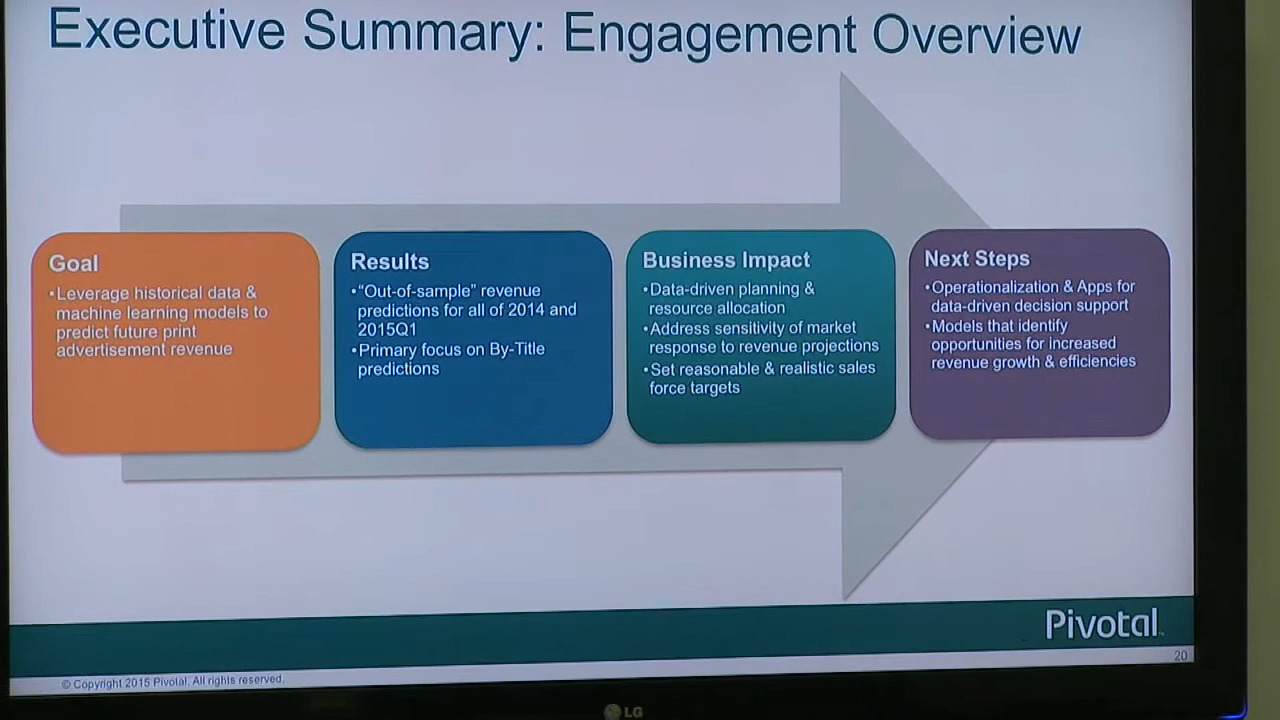 Executive Summary: Engagement Overview
Goal
•Leverage historical data &
machine learning models to
predict future print
advertisement revenue
Results
•“Out-of-sample” revenue
predictions for all of 2014 and
2015Q1
•Primary focus on By-Title
predictions
Business Impact
•Data-driven planning &
resource allocation
•Address sensitivity of market
response to revenue projections
•Set reasonable & realistic sales
force targets
Next Steps
•Operationalization & Apps for
data-driven decision support
•Models that identify
opportunities for increased
revenue growth & efficiencies
Pivotal
20
© Copyright 2015 Pivotal. All rights reserved.
LG